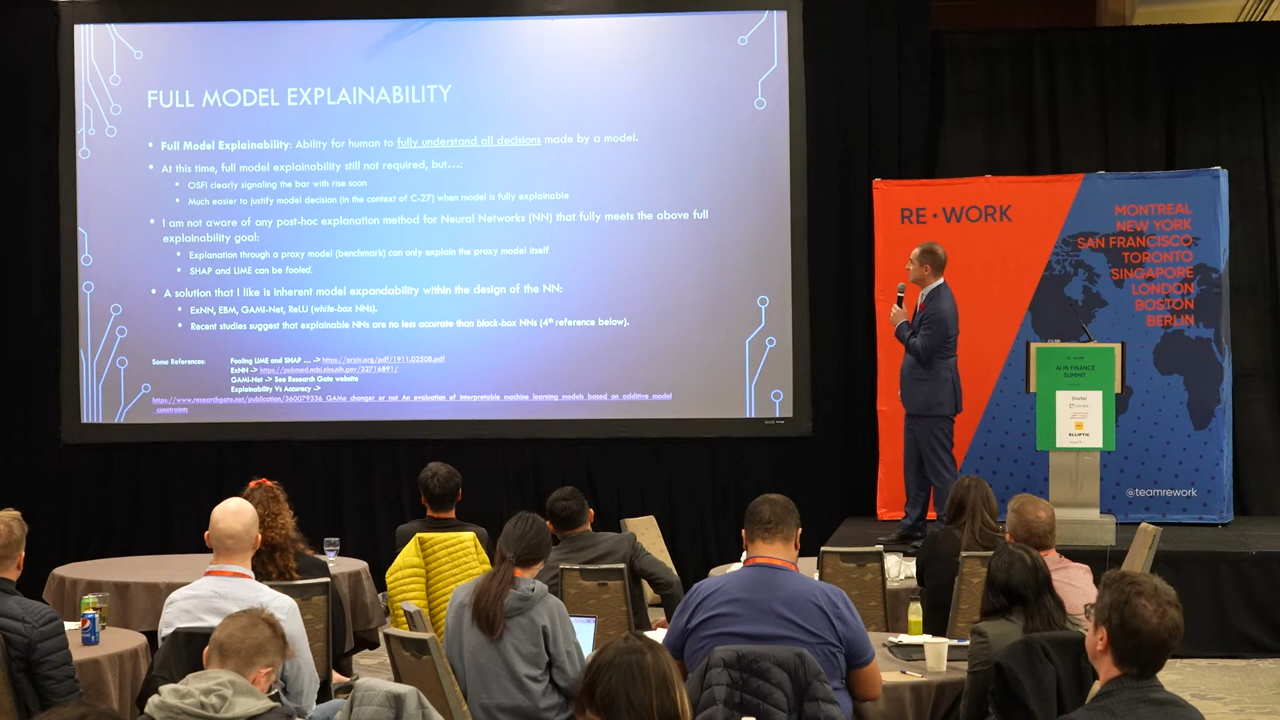 FULL MODEL EXPLAINABILITY
• Full Model Explainability: Ability for human to fully understand all decisions made by a model.
• At this time, full model explainability still not required, but…:
• OSFI clearly signaling the bar with rise soon
• Much easier to justify model decision (in the context of C-27) when model is fully explainable
• I am not aware of any post-hoc explanation method for Neural Networks (NN) that fully meets the above full
explainability goal:
• Explanation through a proxy model (benchmark) can only explain the proxy model itself
• SHAP and LIME can be fooled.
• A solution that I like is inherent model expandability within the design of the NN:
• ExNN, EBM, GAMI-Net, ReLU (white-box NNs).
• Recent studies suggest that explainable NNs are no less accurate than black-box NNs (4th reference below).
Some References: Fooling LIME and SHAP ... -> https://arxiv.org/pdf/1911.02508.pdf
ExNN -> https://pubmed.ncbi.nlm.nih.gov/32716891/
GAMI-Net -> See Research Gate website
Explainability Vs Accuracy ->
https://www.researchgate.net/publication/360079336_GAMe_changer_or_not_An_evaluation_of_interpretable_machine_learning_models_based_on_additive_model
_constraints
RE•WORK
MONTREAL
NEW YORK
SAN FRANCISCO
TORONTO
SINGAPORE
LONDON
BOSTON
BERLIN
AI IN FINANCE
SUMMIT
ELLIPTIC
@teamrework